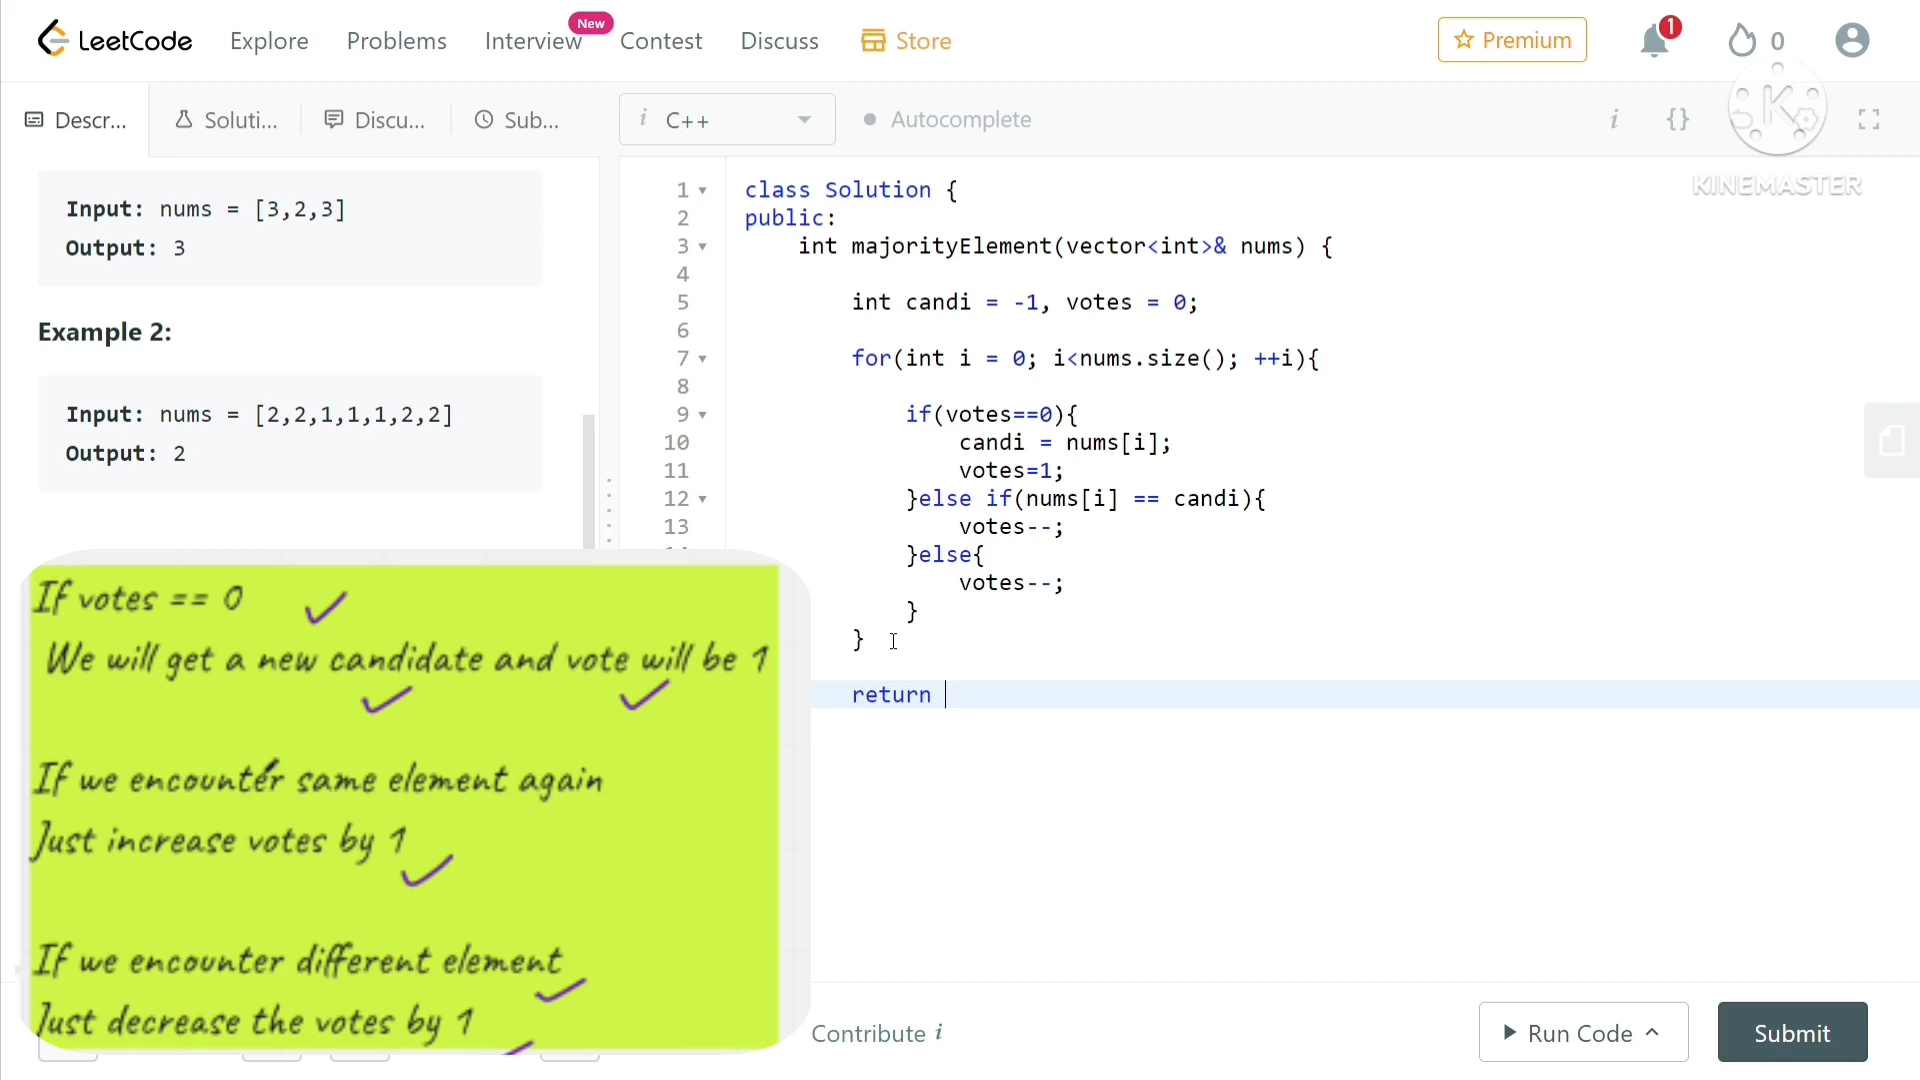 LeetCode Explore Problems Interview New Contest Discuss Store Premium 1 0
Descr... Soluti... Discu... Sub... i C++ Autocomplete i {}
K
KINEMASTER
Input: nums = [3,2,3]
Output: 3
Example 2:
Input: nums = [2,2,1,1,1,2,2]
Output: 2
1 class Solution {
2 public:
3 int majorityElement(vector<int>& nums) {
4
5 int candi = -1, votes = 0;
6
7 for(int i = 0; i<nums.size(); ++i){
8
9 if(votes==0){
10 candi = nums[i];
11 votes=1;
12 }else if(nums[i] == candi){
13 votes--;
}else{
votes--;
}
}
return
If votes == 0
We will get a new candidate and vote will be 1
If we encounter same element again
Just increase votes by 1
If we encounter different element
Just decrease the votes by 1
Contribute i Run Code Submit